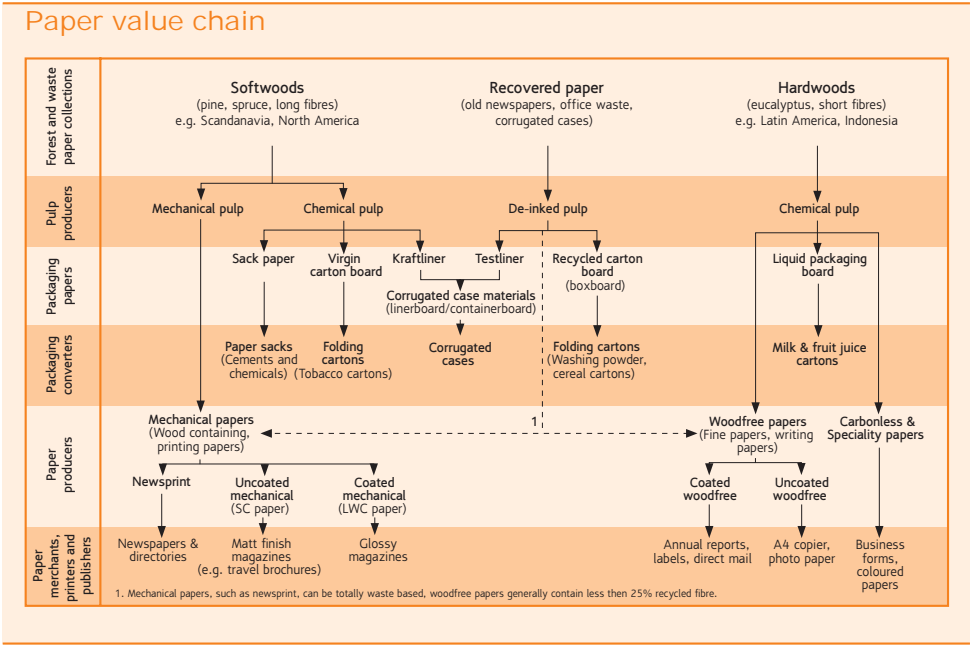 Paper value chain
Forest and waste
paper collections
Softwoods
(pine, spruce, long fibres)
e.g. Scandanavia, North America
Recovered paper
(old newspapers, office waste,
corrugated cases)
Hardwoods
(eucalyptus, short fibres)
e.g. Latin America, Indonesia
Pulp
producers
Mechanical pulp
Chemical pulp
De-inked pulp
Chemical pulp
Packaging
papers
Sack paper
Virgin
carton board
Kraftliner
Testliner
Recycled carton
board
(boxboard)
Liquid packaging
board
Corrugated case materials
(linerboard/containerboard)
Packaging
converters
Paper sacks
(Cements and
chemicals)
Folding
cartons
(Tobacco cartons)
Corrugated
cases
Folding cartons
(Washing powder,
cereal cartons)
Milk & fruit juice
cartons
Paper
producers
Mechanical papers
(Wood containing,
printing papers)
1
Woodfree papers
(Fine papers, writing
papers)
Carbonless &
Speciality papers
Newsprint
Uncoated
mechanical
(SC paper)
Coated
mechanical
(LWC paper)
Coated
woodfree
Uncoated
woodfree
Paper
merchants,
printers and
publishers
Newspapers &
directories
Matt finish
magazines
(e.g. travel brochures)
Glossy
magazines
Annual reports,
labels, direct mail
A4 copier,
photo paper
Business
forms,
coloured
papers
1. Mechanical papers, such as newsprint, can be totally waste based, woodfree papers generally contain less then 25% recycled fibre.